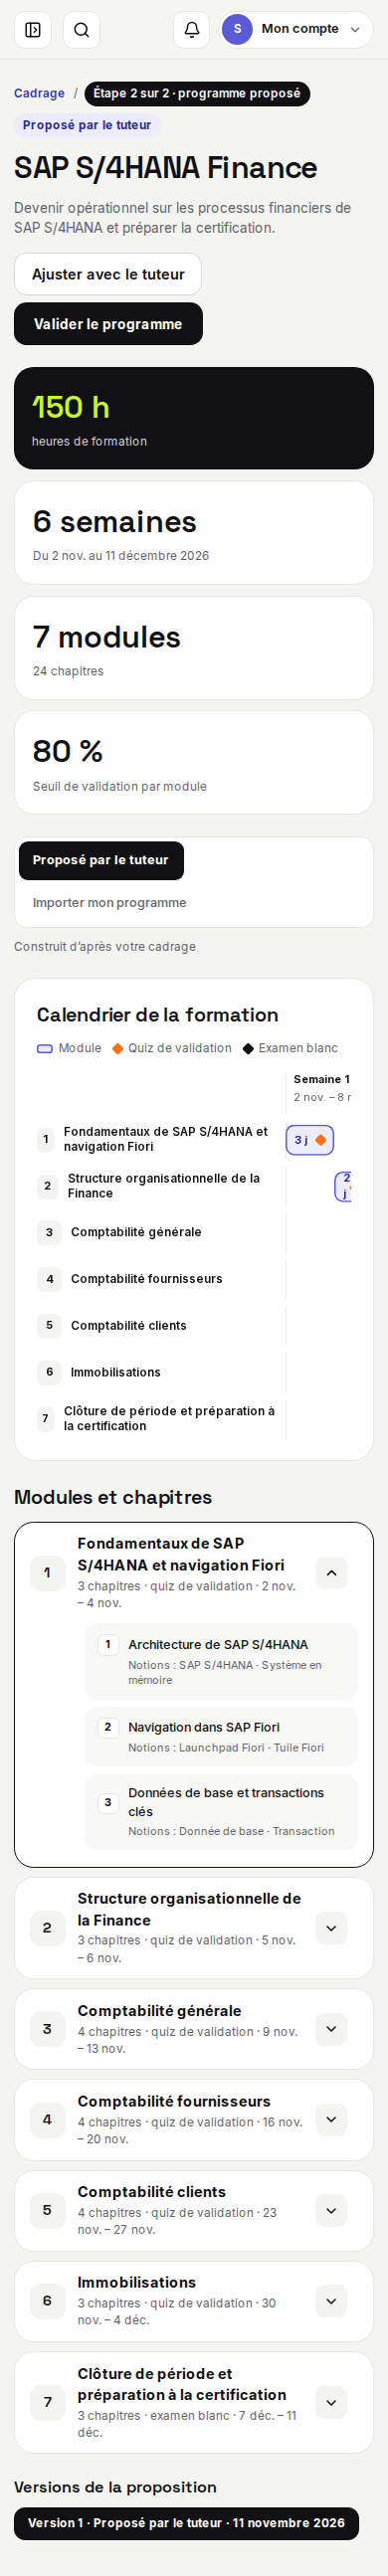 S Mon compte
Cadrage / Étape 2 sur 2 · programme proposé
Proposé par le tuteur
SAP S/4HANA Finance
Devenir opérationnel sur les processus financiers de
SAP S/4HANA et préparer la certification.
Ajuster avec le tuteur
Valider le programme
150 h
heures de formation
6 semaines
Du 2 nov. au 11 décembre 2026
7 modules
24 chapitres
80 %
Seuil de validation par module
Proposé par le tuteur
Importer mon programme
Construit d’après votre cadrage
Calendrier de la formation
Module Quiz de validation Examen blanc
Semaine 1
2 nov. – 8 n
1 Fondamentaux de SAP S/4HANA et
navigation Fiori
3 j
2 Structure organisationnelle de la
Finance
2
j
3 Comptabilité générale
4 Comptabilité fournisseurs
5 Comptabilité clients
6 Immobilisations
7 Clôture de période et préparation à
la certification
Modules et chapitres
1 Fondamentaux de SAP
S/4HANA et navigation Fiori
3 chapitres · quiz de validation · 2 nov.
– 4 nov.
1 Architecture de SAP S/4HANA
Notions : SAP S/4HANA · Système en
mémoire
2 Navigation dans SAP Fiori
Notions : Launchpad Fiori · Tuile Fiori
3 Données de base et transactions
clés
Notions : Donnée de base · Transaction
2 Structure organisationnelle de
la Finance
3 chapitres · quiz de validation · 5 nov.
– 6 nov.
3 Comptabilité générale
4 chapitres · quiz de validation · 9 nov.
– 13 nov.
4 Comptabilité fournisseurs
4 chapitres · quiz de validation · 16 nov.
– 20 nov.
5 Comptabilité clients
4 chapitres · quiz de validation · 23
nov. – 27 nov.
6 Immobilisations
3 chapitres · quiz de validation · 30
nov. – 4 déc.
7 Clôture de période et
préparation à la certification
3 chapitres · examen blanc · 7 déc. – 11
déc.
Versions de la proposition
Version 1 · Proposé par le tuteur · 11 novembre 2026